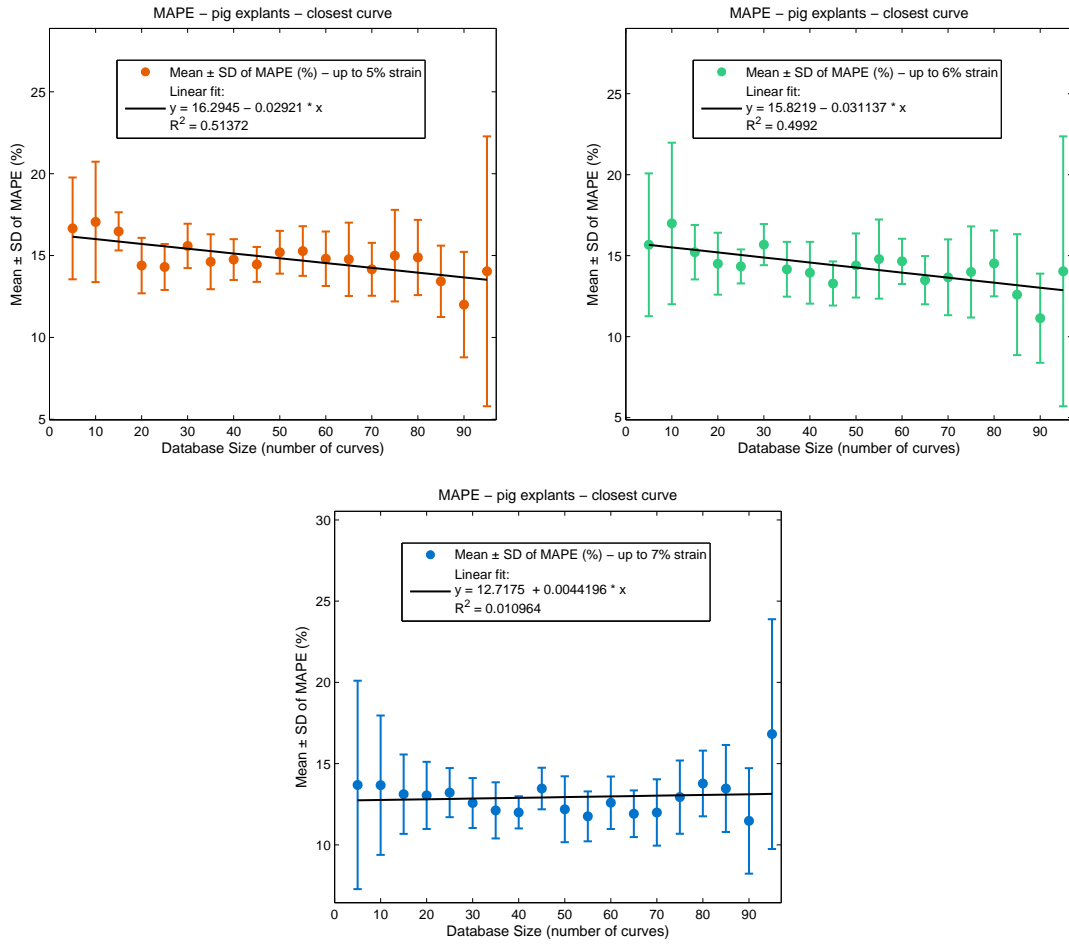 MAPE – pig explants – closest curve
Mean ± SD of MAPE (%) – up to 5% strain
Linear fit:
y = 16.2945 – 0.02921 * x
R² = 0.51372
Mean ± SD of MAPE (%)
25
20
15
10
5
0 10 20 30 40 50 60 70 80 90
Database Size (number of curves)
MAPE – pig explants – closest curve
Mean ± SD of MAPE (%) – up to 6% strain
Linear fit:
y = 15.8219 – 0.031137 * x
R² = 0.4992
Mean ± SD of MAPE (%)
25
20
15
10
5
0 10 20 30 40 50 60 70 80 90
Database Size (number of curves)
MAPE – pig explants – closest curve
Mean ± SD of MAPE (%) – up to 7% strain
Linear fit:
y = 12.7175 + 0.0044196 * x
R² = 0.010964
Mean ± SD of MAPE (%)
30
25
20
15
10
0 10 20 30 40 50 60 70 80 90
Database Size (number of curves)